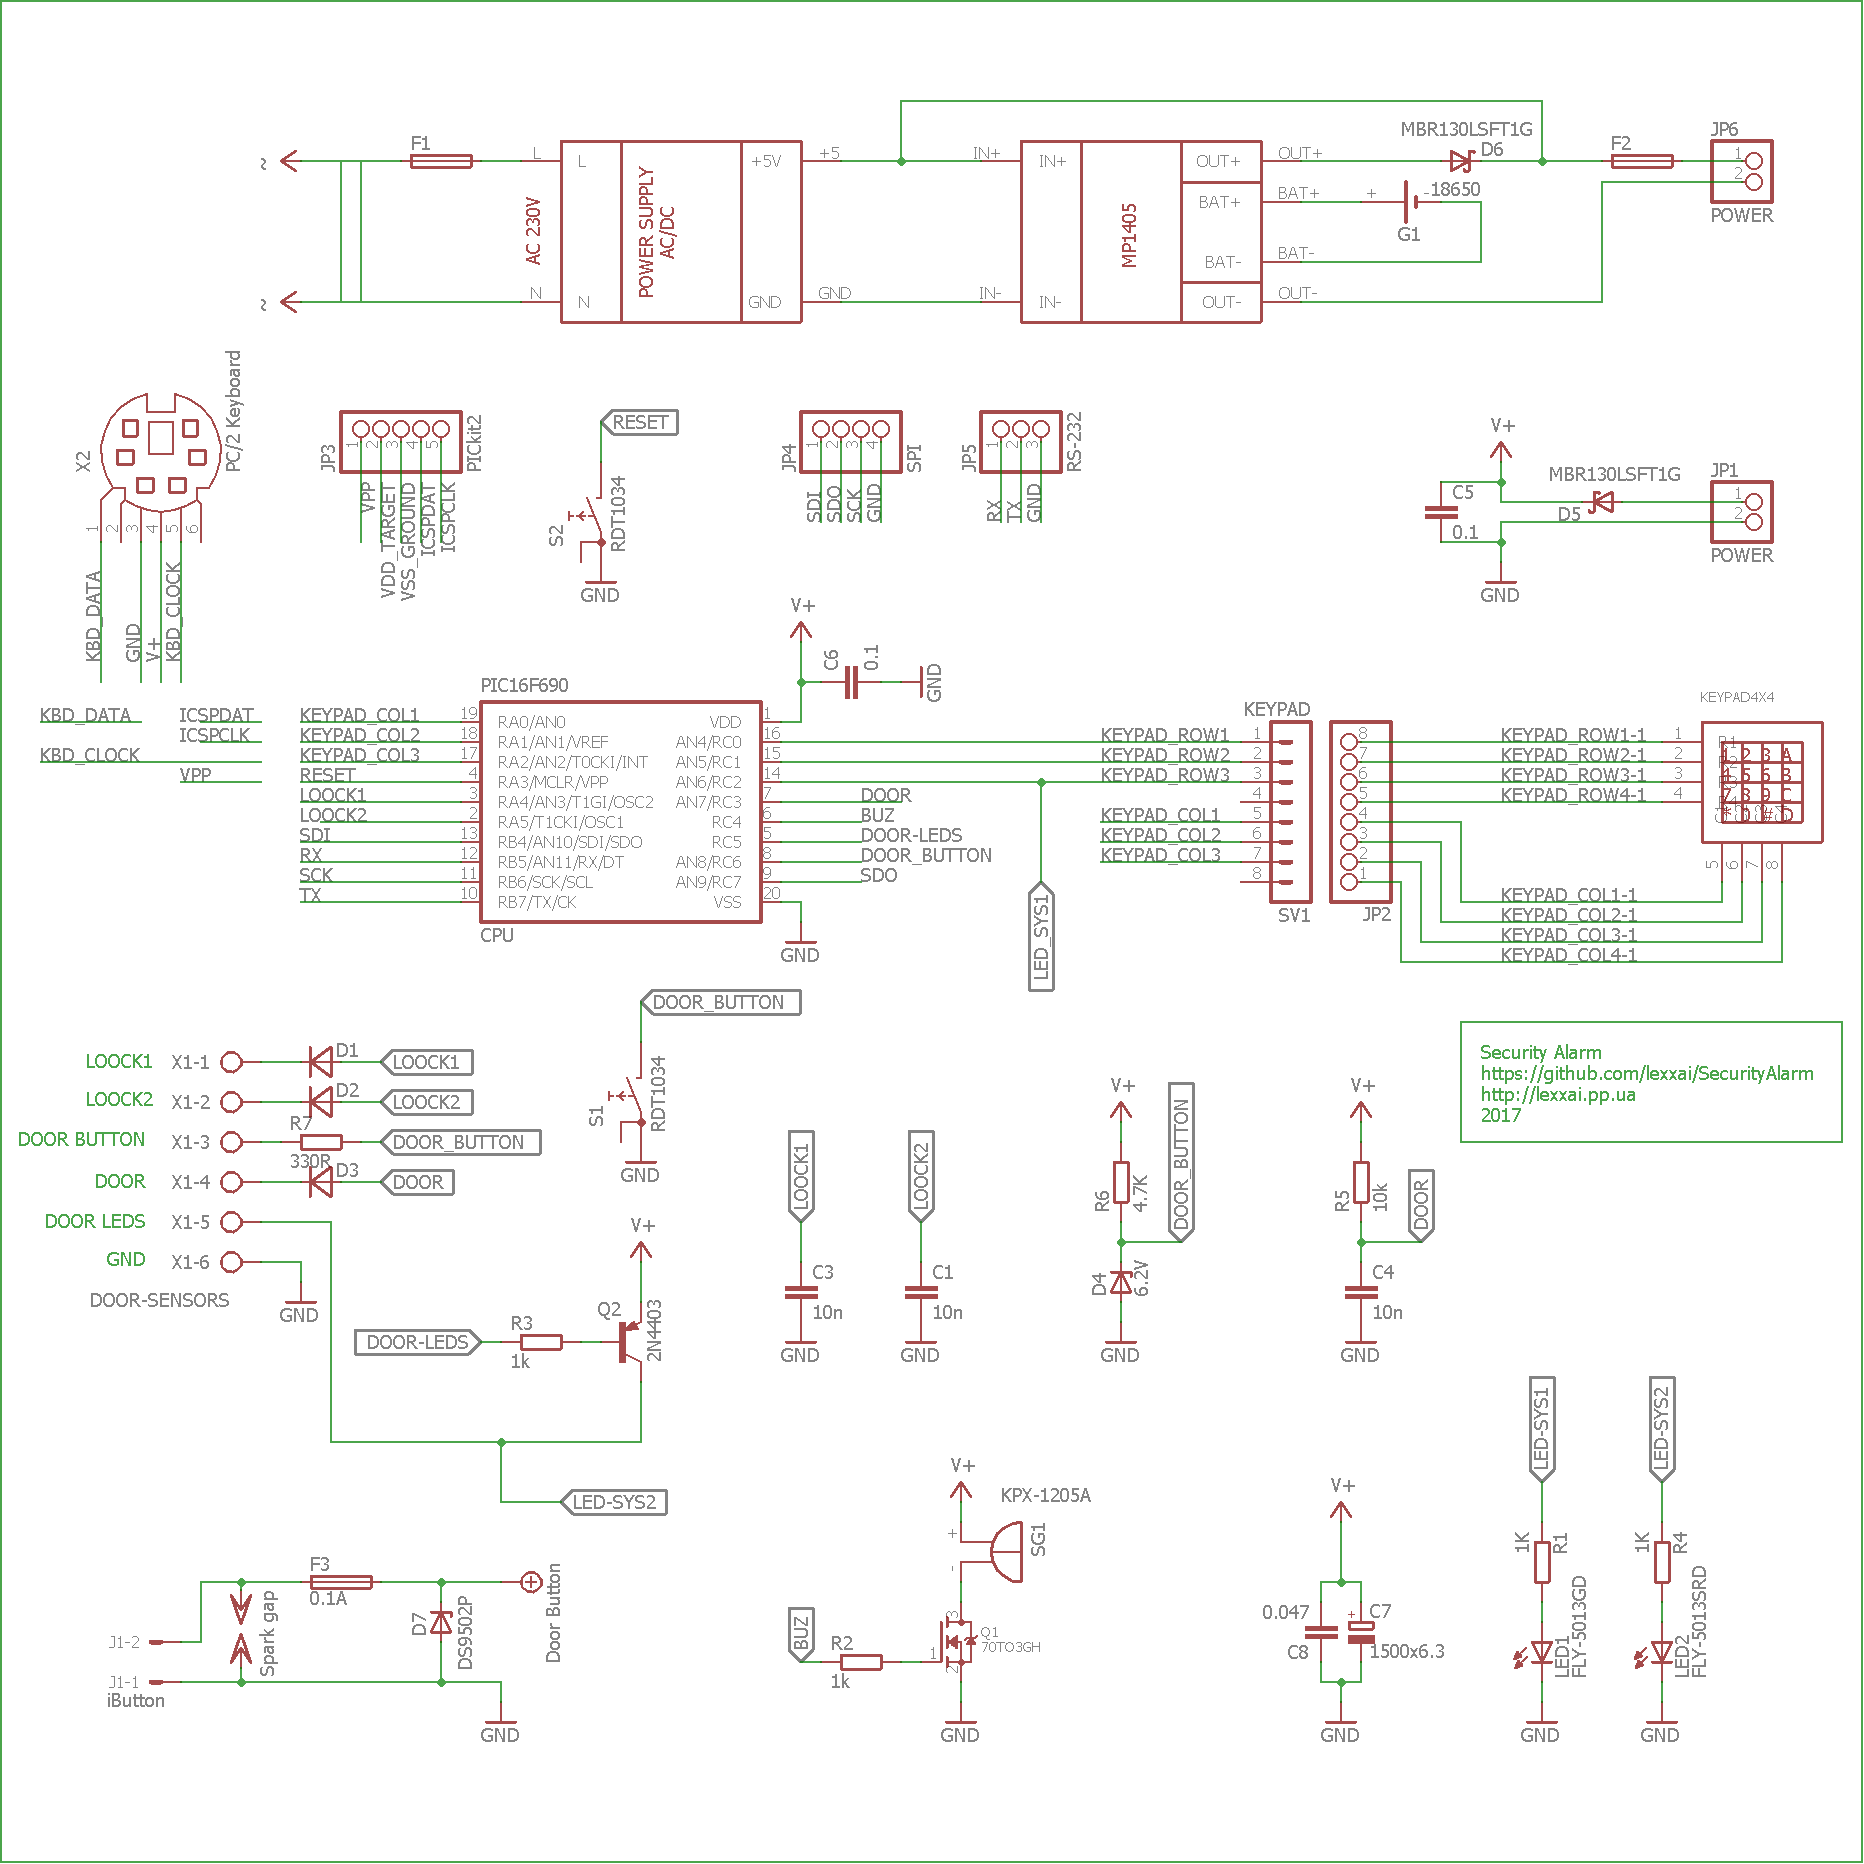 F1
L
L
AC 230V
N
N
POWER SUPPLY
AC/DC
+5V
+5
GND
GND
IN+
IN+
IN-
IN-
MP1405
OUT+
OUT+
BAT+
BAT+
BAT-
BAT-
OUT-
OUT-
MBR130LSFT1G
D6
+
-
18650
G1
F2
JP6
1
2
POWER
X2
PC/2 Keyboard
1
2
3
4
5
6
KBD_DATA
GND
V+
KBD_CLOCK
JP3
1
2
3
4
5
PICkit2
VPP
VDD_TARGET
VSS_GROUND
ICSPDAT
ICSPCLK
RESET
S2
RDT1034
GND
JP4
1
2
3
4
SPI
SDI
SDO
SCK
GND
JP5
1
2
3
RS-232
RX
TX
GND
V+
C5
0.1
GND
MBR130LSFT1G
D5
JP1
1
2
POWER
V+
C6
0.1
GND
KBD_DATA
KBD_CLOCK
ICSPDAT
ICSPCLK
VPP
PIC16F690
KEYPAD_COL1 19 RA0/AN0
KEYPAD_COL2 18 RA1/AN1/VREF
KEYPAD_COL3 17 RA2/AN2/T0CKI/INT
RESET 4 RA3/MCLR/VPP
LOOCK1 3 RA4/AN3/T1GI/OSC2
LOOCK2 2 RA5/T1CKI/OSC1
SDI 13 RB4/AN10/SDI/SDO
RX 12 RB5/AN11/RX/DT
SCK 11 RB6/SCK/SCL
TX 10 RB7/TX/CK
VDD 1
AN4/RC0 16
AN5/RC1 15
AN6/RC2 14
AN7/RC3 7 DOOR
RC4 6 BUZ
RC5 5 DOOR-LEDS
AN8/RC6 8 DOOR_BUTTON
AN9/RC7 9 SDO
VSS 20
CPU
GND
LED_SYS1
KEYPAD
KEYPAD_ROW1 1
KEYPAD_ROW2 2
KEYPAD_ROW3 3
4
KEYPAD_COL1 5
KEYPAD_COL2 6
KEYPAD_COL3 7
8
SV1
8 KEYPAD_ROW1-1 1
7 KEYPAD_ROW2-1 2
6 KEYPAD_ROW3-1 3
5 KEYPAD_ROW4-1 4
4
3
2
1
JP2
KEYPAD_COL1-1
KEYPAD_COL2-1
KEYPAD_COL3-1
KEYPAD_COL4-1
KEYPAD4X4
1 2 3 A
4 5 6 B
7 8 9 C
* 0 # D
5
6
7
8
Security Alarm
https://github.com/lexxai/SecurityAlarm
http://lexxai.pp.ua
2017
DOOR_BUTTON
S1
RDT1034
GND
LOOCK1 X1-1 D1 LOOCK1
LOOCK2 X1-2 D2 LOOCK2
DOOR BUTTON X1-3 R7 330R DOOR_BUTTON
DOOR X1-4 D3 DOOR
DOOR LEDS X1-5
GND X1-6
DOOR-SENSORS
GND
V+
DOOR-LEDS
R3
1k
Q2
2N4403
LED-SYS2
LOOCK1
C3
10n
GND
LOOCK2
C1
10n
GND
V+
R6
4.7K
DOOR_BUTTON
D4
6.2V
GND
V+
R5
10k
DOOR
C4
10n
GND
F3
0.1A
J1-2
J1-1
iButton
Spark gap
D7
DS9502P
Door Button
GND
V+
KPX-1205A
+
-
SG1
BUZ
R2
1k
1
2
3
Q1
70TO3GH
GND
V+
0.047
C8
+
C7
1500x6.3
GND
LED-SYS1
1K
R1
LED1
FLY-5013GD
GND
LED-SYS2
1K
R4
LED2
FLY-5013SRD
GND